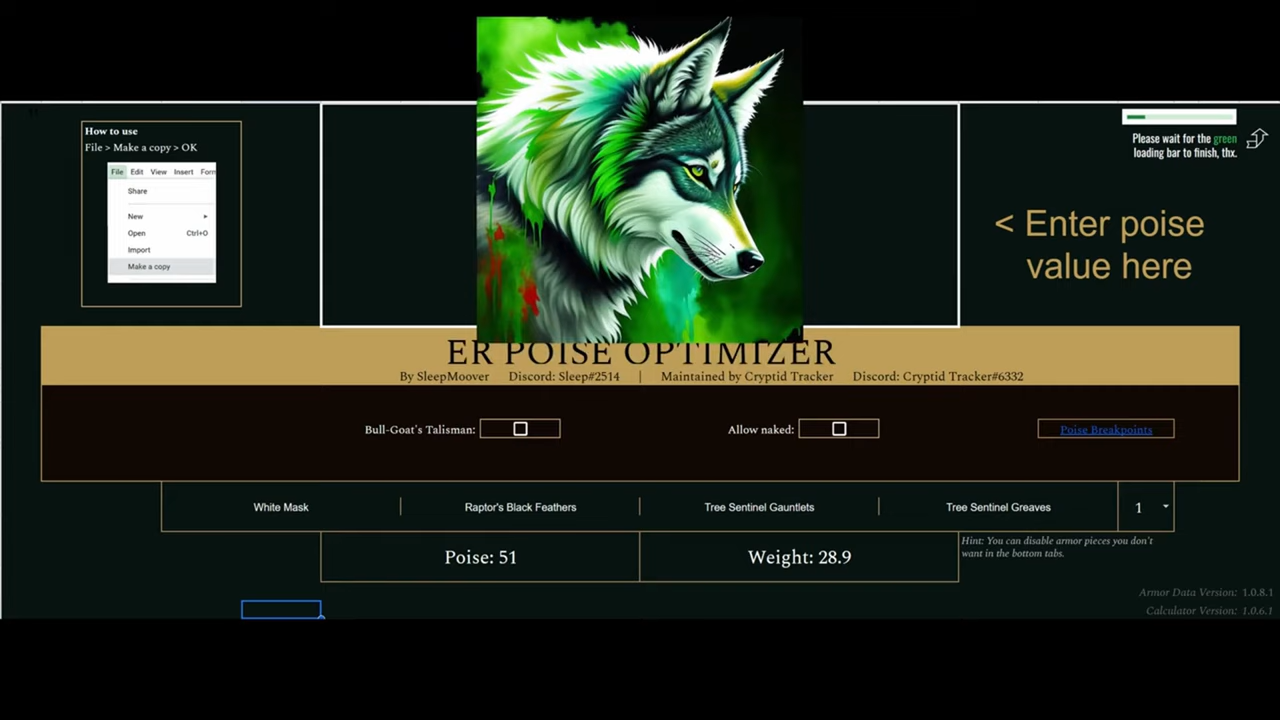 How to use
File > Make a copy > OK
File Edit View Insert Form
Share
New
Open Ctrl+O
Import
Make a copy
Please wait for the green
loading bar to finish, thx.
< Enter poise
value here
ER POISE OPTIMIZER
By SleepMoover Discord: Sleep#2514 | Maintained by Cryptid Tracker Discord: Cryptid Tracker#6332
Bull-Goat's Talisman: Allow naked: Poise Breakpoints
White Mask Raptor's Black Feathers Tree Sentinel Gauntlets Tree Sentinel Greaves 1
Poise: 51 Weight: 28.9
Hint: You can disable armor pieces you don't
want in the bottom tabs.
Armor Data Version: 1.0.8.1
Calculator Version: 1.0.6.1